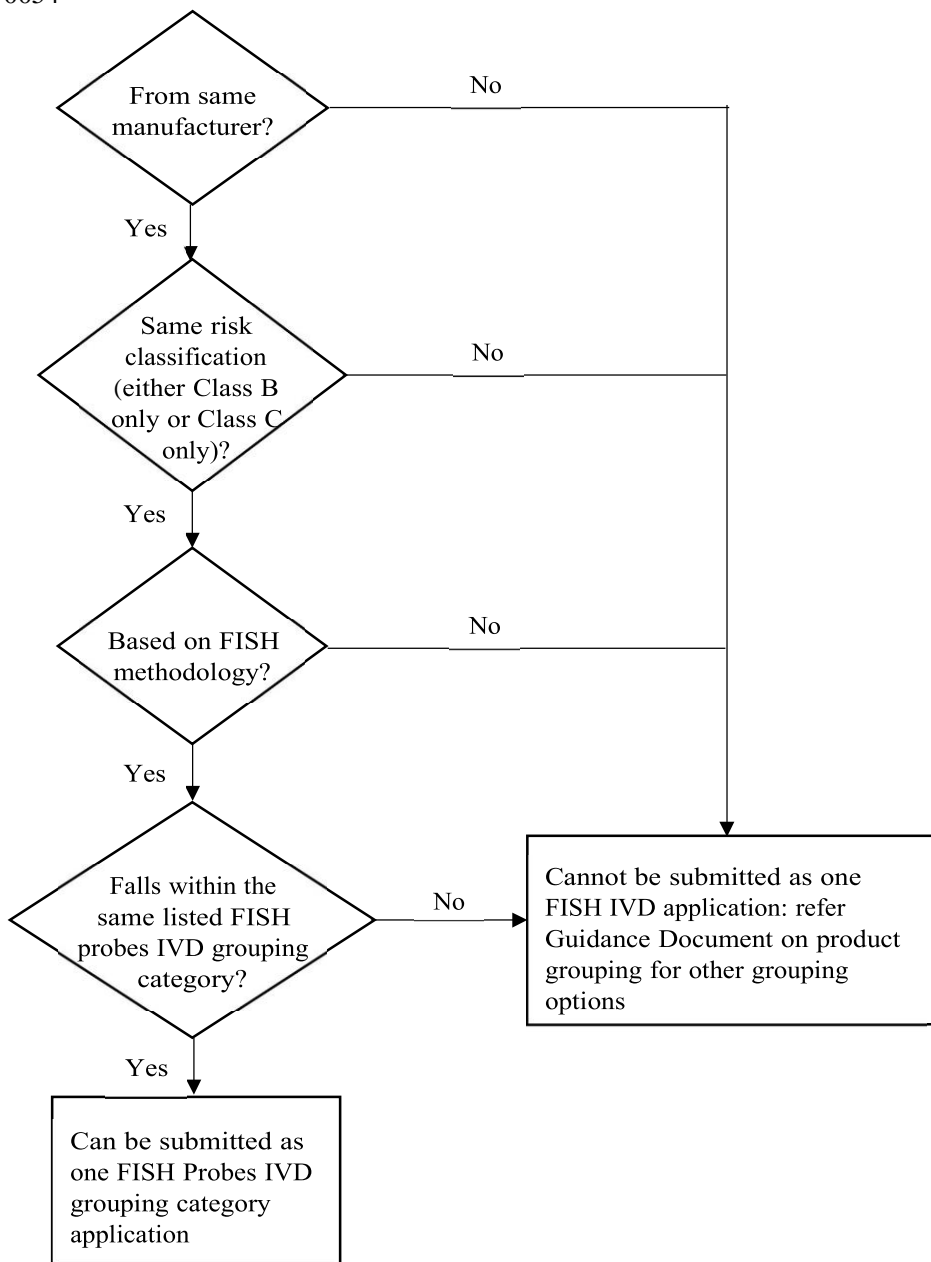 From same
manufacturer?
No
Yes
Same risk
classification
(either Class B
only or Class C
only)?
No
Yes
Based on FISH
methodology?
No
Yes
Falls within the
same listed FISH
probes IVD grouping
category?
No
Cannot be submitted as one
FISH IVD application: refer
Guidance Document on product
grouping for other grouping
options
Yes
Can be submitted as
one FISH Probes IVD
grouping category
application